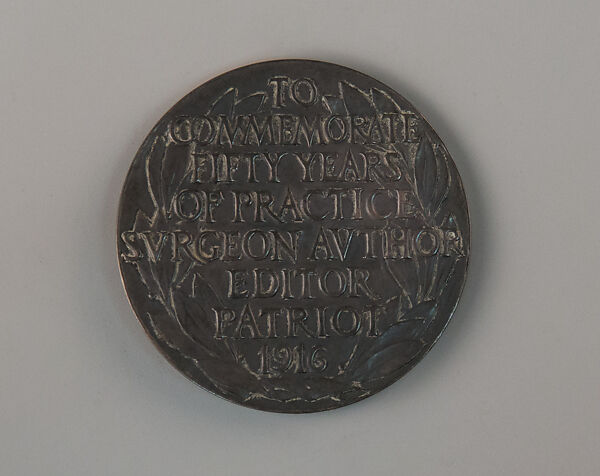 TO
COMMEMORATE
FIFTY YEARS
OF PRACTICE
SVRGEON AVTHOR
EDITOR
PATRIOT
1916